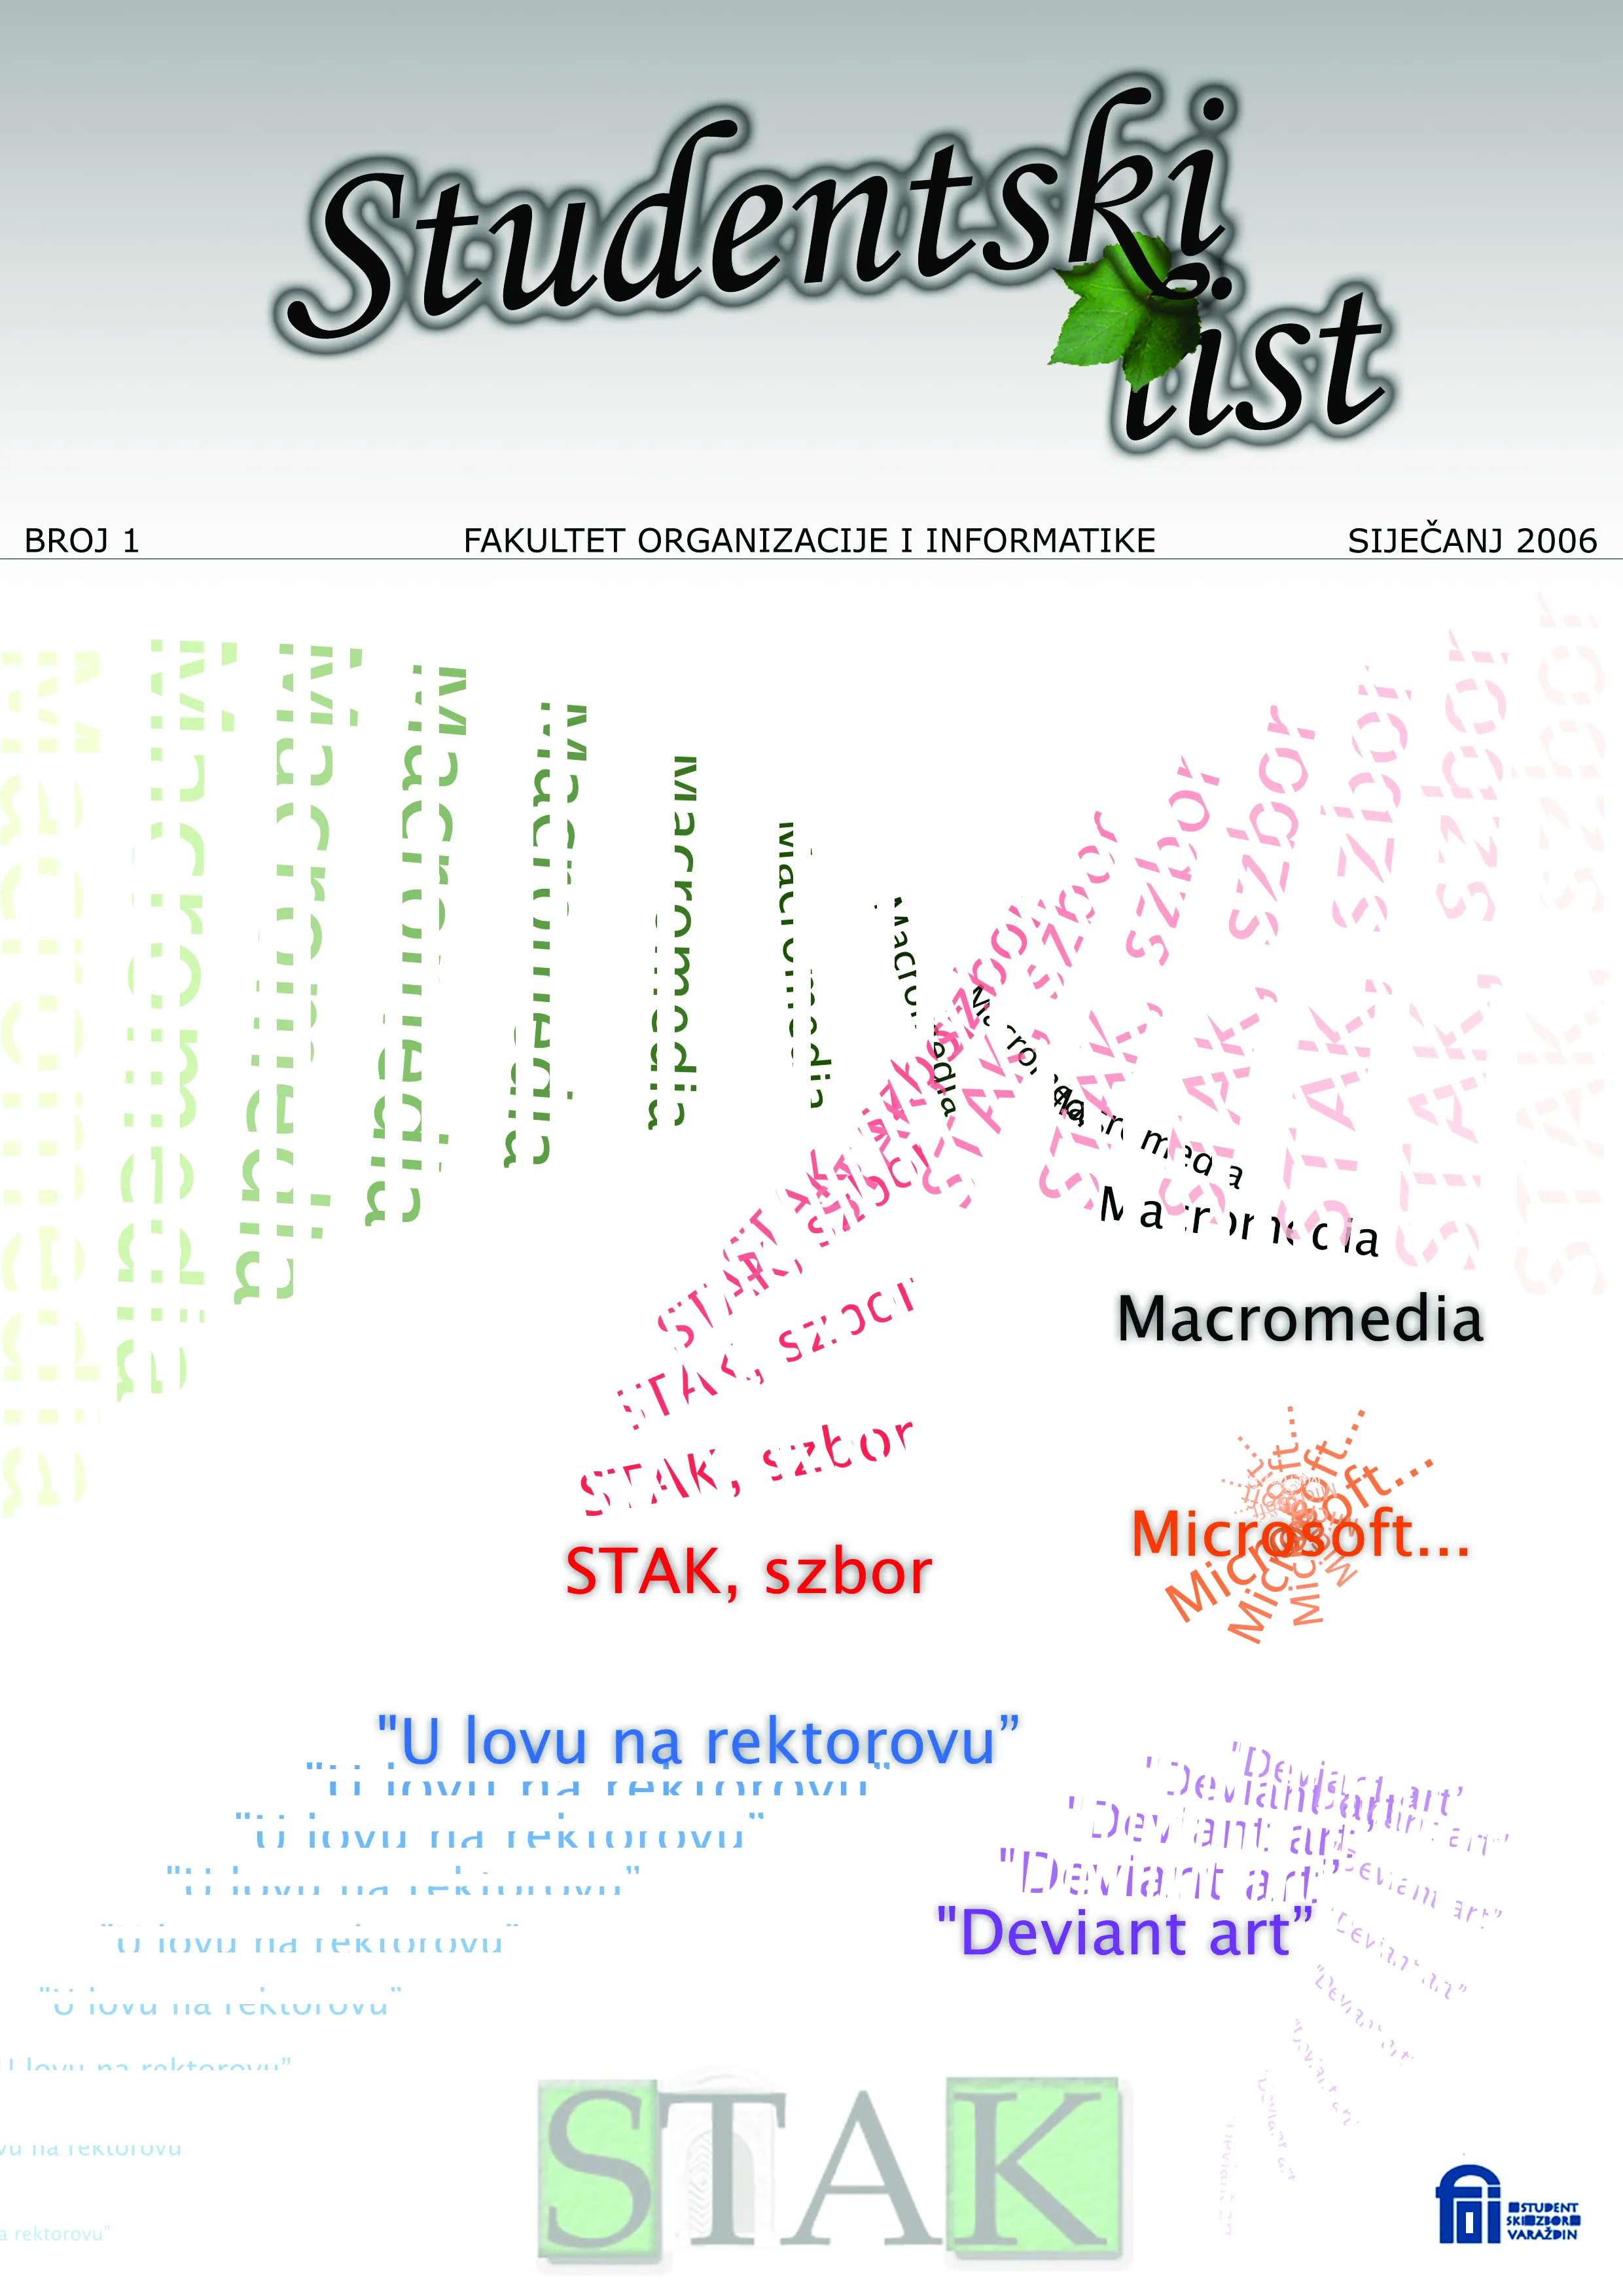 Studentski
list
BROJ 1 FAKULTET ORGANIZACIJE I INFORMATIKE SIJEČANJ 2006
Macromedia
Microsoft...
STAK, szbor
"U lovu na rektorovu”
"Deviant art”
STAK
STUDENT
SKI ZBOR
VARAŽDIN